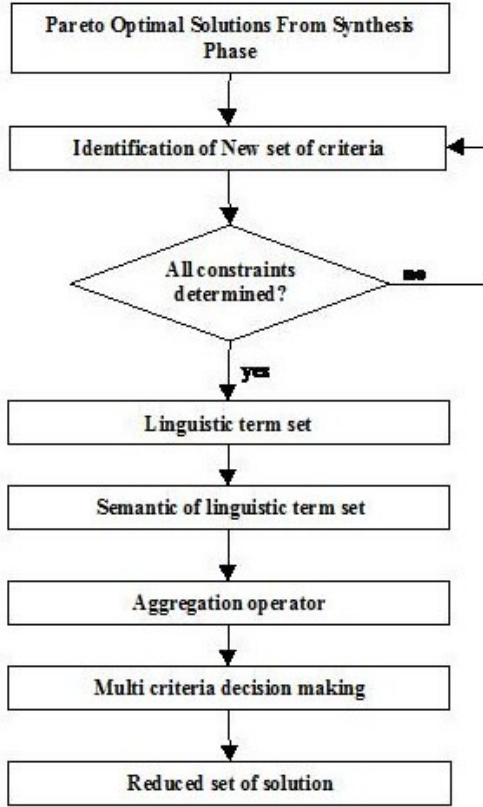 Pareto Optimal Solutions From Synthesis
Phase
Identification of New set of criteria
All constraints
determined?
no
yes
Linguistic term set
Semantic of linguistic term set
Aggregation operator
Multi criteria decision making
Reduced set of solution